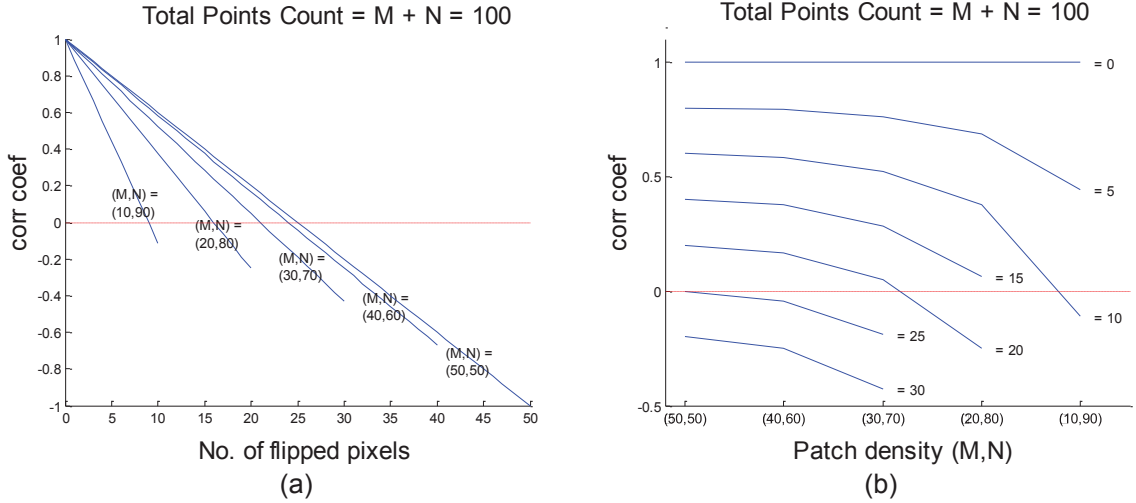 Total Points Count = M + N = 100
1
0.8
0.6
0.4
0.2
0
-0.2
-0.4
-0.6
-0.8
-1
corr coef
(M,N) =
(10,90)
(M,N) =
(20,80)
(M,N) =
(30,70)
(M,N) =
(40,60)
(M,N) =
(50,50)
0 5 10 15 20 25 30 35 40 45 50
No. of flipped pixels
(a)
Total Points Count = M + N = 100
1
0.5
0
-0.5
corr coef
= 0
= 5
= 15
= 10
= 25
= 20
= 30
(50,50) (40,60) (30,70) (20,80) (10,90)
Patch density (M,N)
(b)